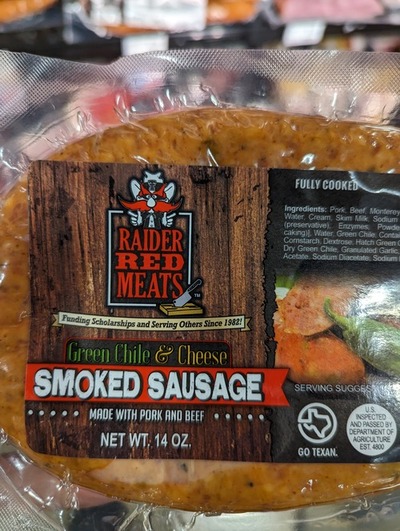 RAIDER
RED
MEATS
TM
Funding Scholarships and Serving Others Since 1982!
Green Chile & Cheese
SMOKED SAUSAGE
MADE WITH PORK AND BEEF
NET WT. 14 OZ.
FULLY COOKED
Ingredients: Pork, Beef, Monterey
Water, Cream, Skim Milk, Sodium
(preservative), Enzymes, Powde
caking)], Water, Green Chile: Contai
Cornstarch, Dextrose, Hatch Green C
Dry Green Chile, Granulated Garlic,
Acetate, Sodium Diacetate, Sodium
SERVING SUGGES
GO TEXAN.
U.S.
INSPECTED
AND PASSED BY
DEPARTMENT OF
AGRICULTURE
EST. 4800